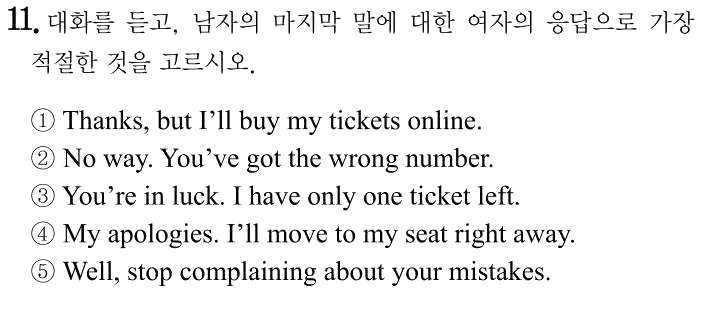 11. 대화를 듣고, 남자의 마지막 말에 대한 여자의 응답으로 가장
적절한 것을 고르시오.
① Thanks, but I’ll buy my tickets online.
② No way. You’ve got the wrong number.
③ You’re in luck. I have only one ticket left.
④ My apologies. I’ll move to my seat right away.
⑤ Well, stop complaining about your mistakes.